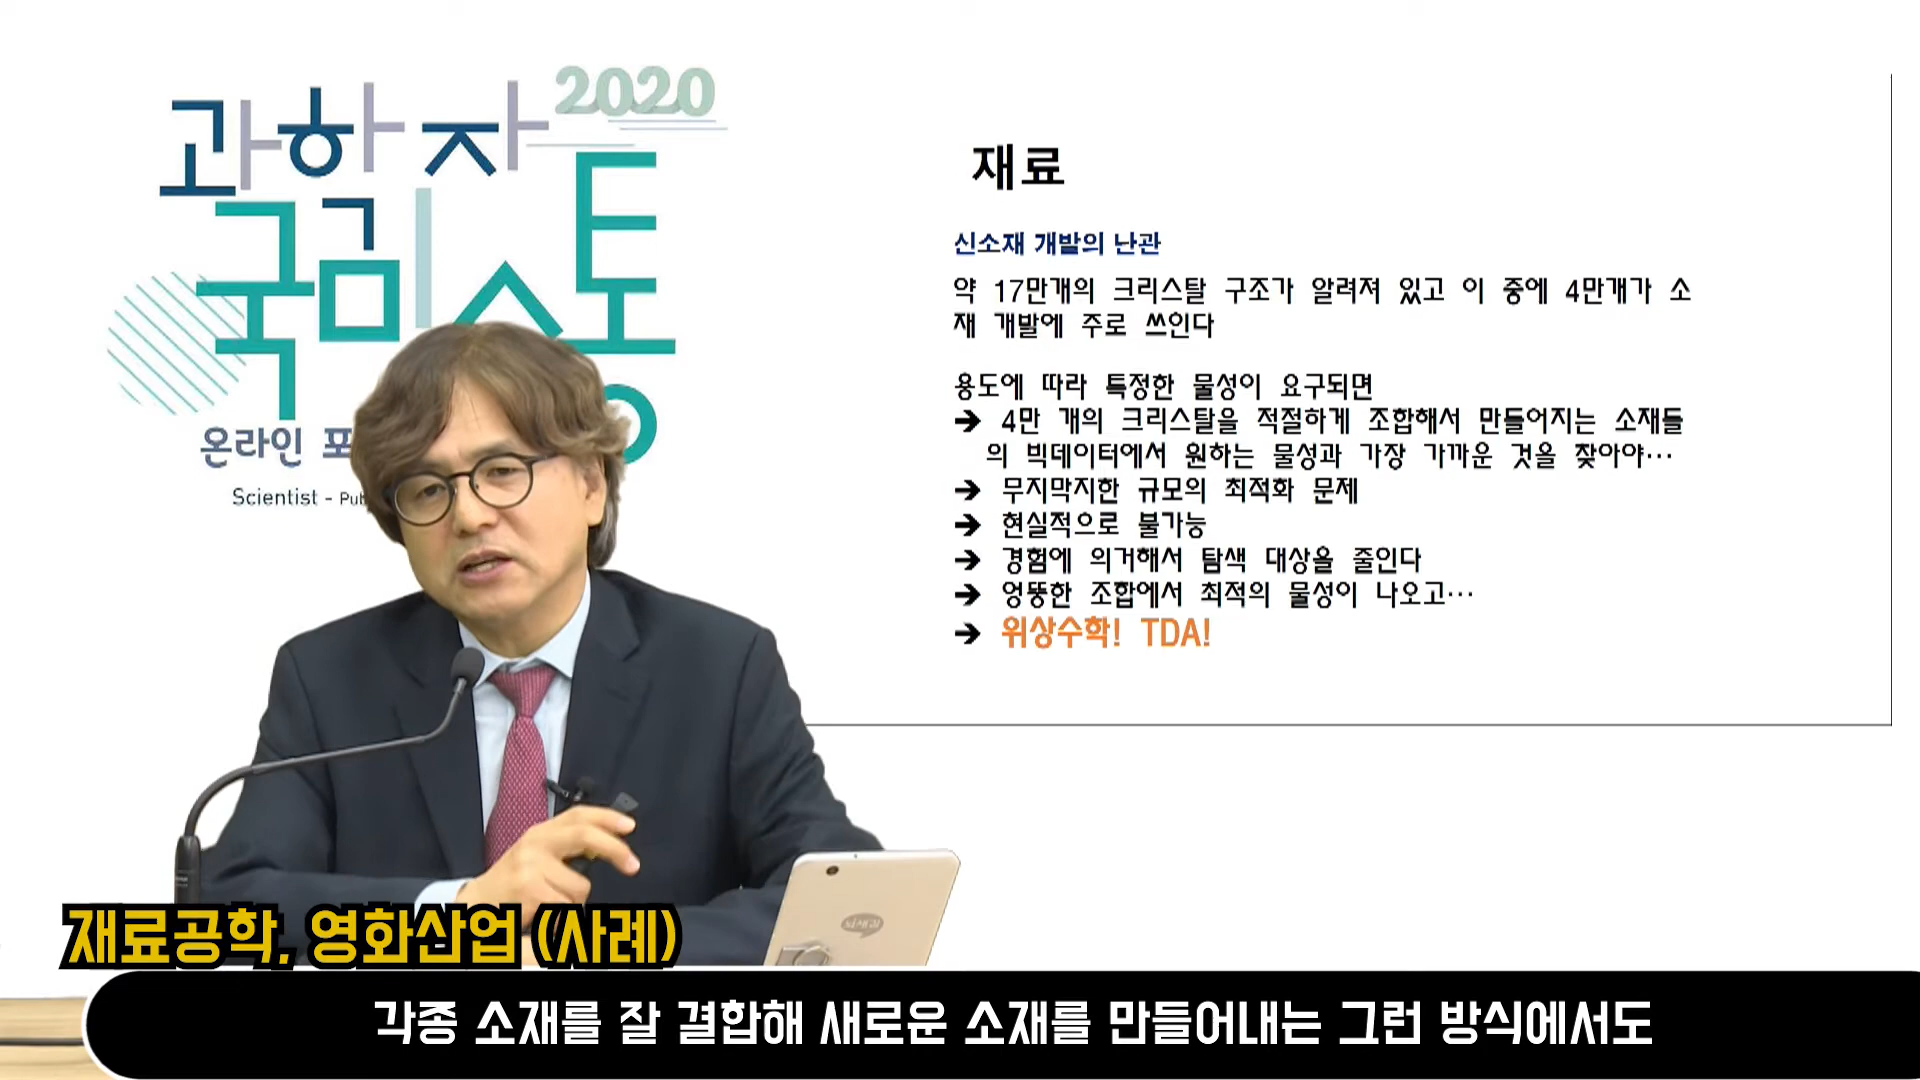 2020
과학자
국민소통
온라인 포
Scientist - Pub
재료
신소재 개발의 난관
약 17만개의 크리스탈 구조가 알려져 있고 이 중에 4만개가 소
재 개발에 주로 쓰인다
용도에 따라 특정한 물성이 요구되면
➔ 4만 개의 크리스탈을 적절하게 조합해서 만들어지는 소재들
의 빅데이터에서 원하는 물성과 가장 가까운 것을 찾아야…
➔ 무지막지한 규모의 최적화 문제
➔ 현실적으로 불가능
➔ 경험에 의거해서 탐색 대상을 줄인다
➔ 엉뚱한 조합에서 최적의 물성이 나오고…
➔ 위상수학! TDA!
재료공학, 영화산업 (사례)
각종 소재를 잘 결합해 새로운 소재를 만들어내는 그런 방식에서도